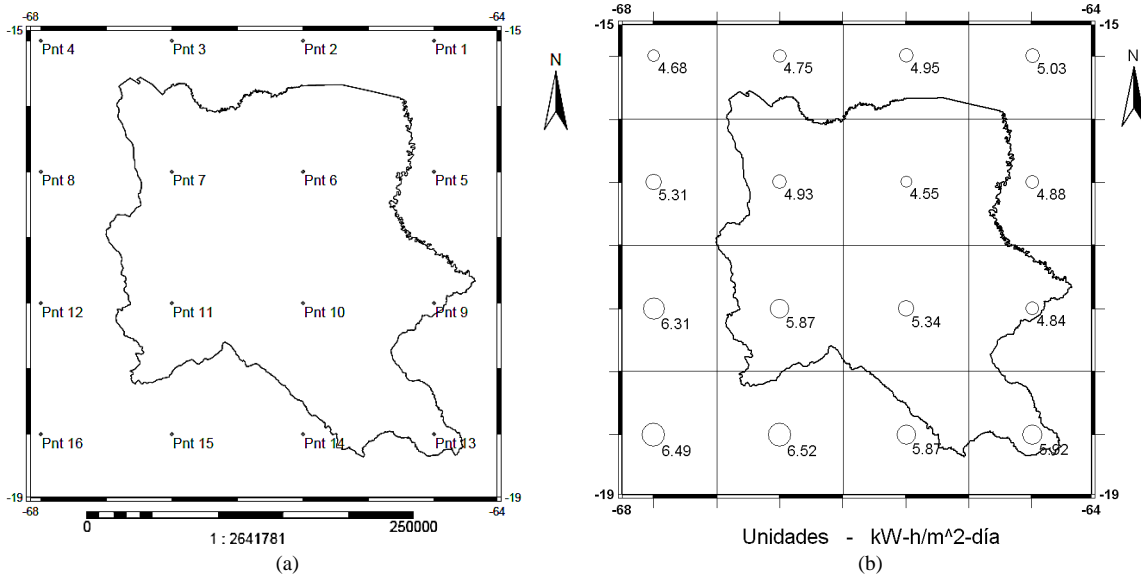 -68
-64
-15
-15
Pnt 4
Pnt 3
Pnt 2
Pnt 1
N
Pnt 8
Pnt 7
Pnt 6
Pnt 5
Pnt 12
Pnt 11
Pnt 10
Pnt 9
Pnt 16
Pnt 15
Pnt 14
Pnt 13
-19
-19
-68
-64
0
250000
1 : 2641781
(a)
-68
-64
-15
-15
4.68
4.75
4.95
5.03
N
5.31
4.93
4.55
4.88
6.31
5.87
5.34
4.84
6.49
6.52
5.87
5.92
-19
-19
-68
-64
Unidades - kW-h/m^2-día
(b)